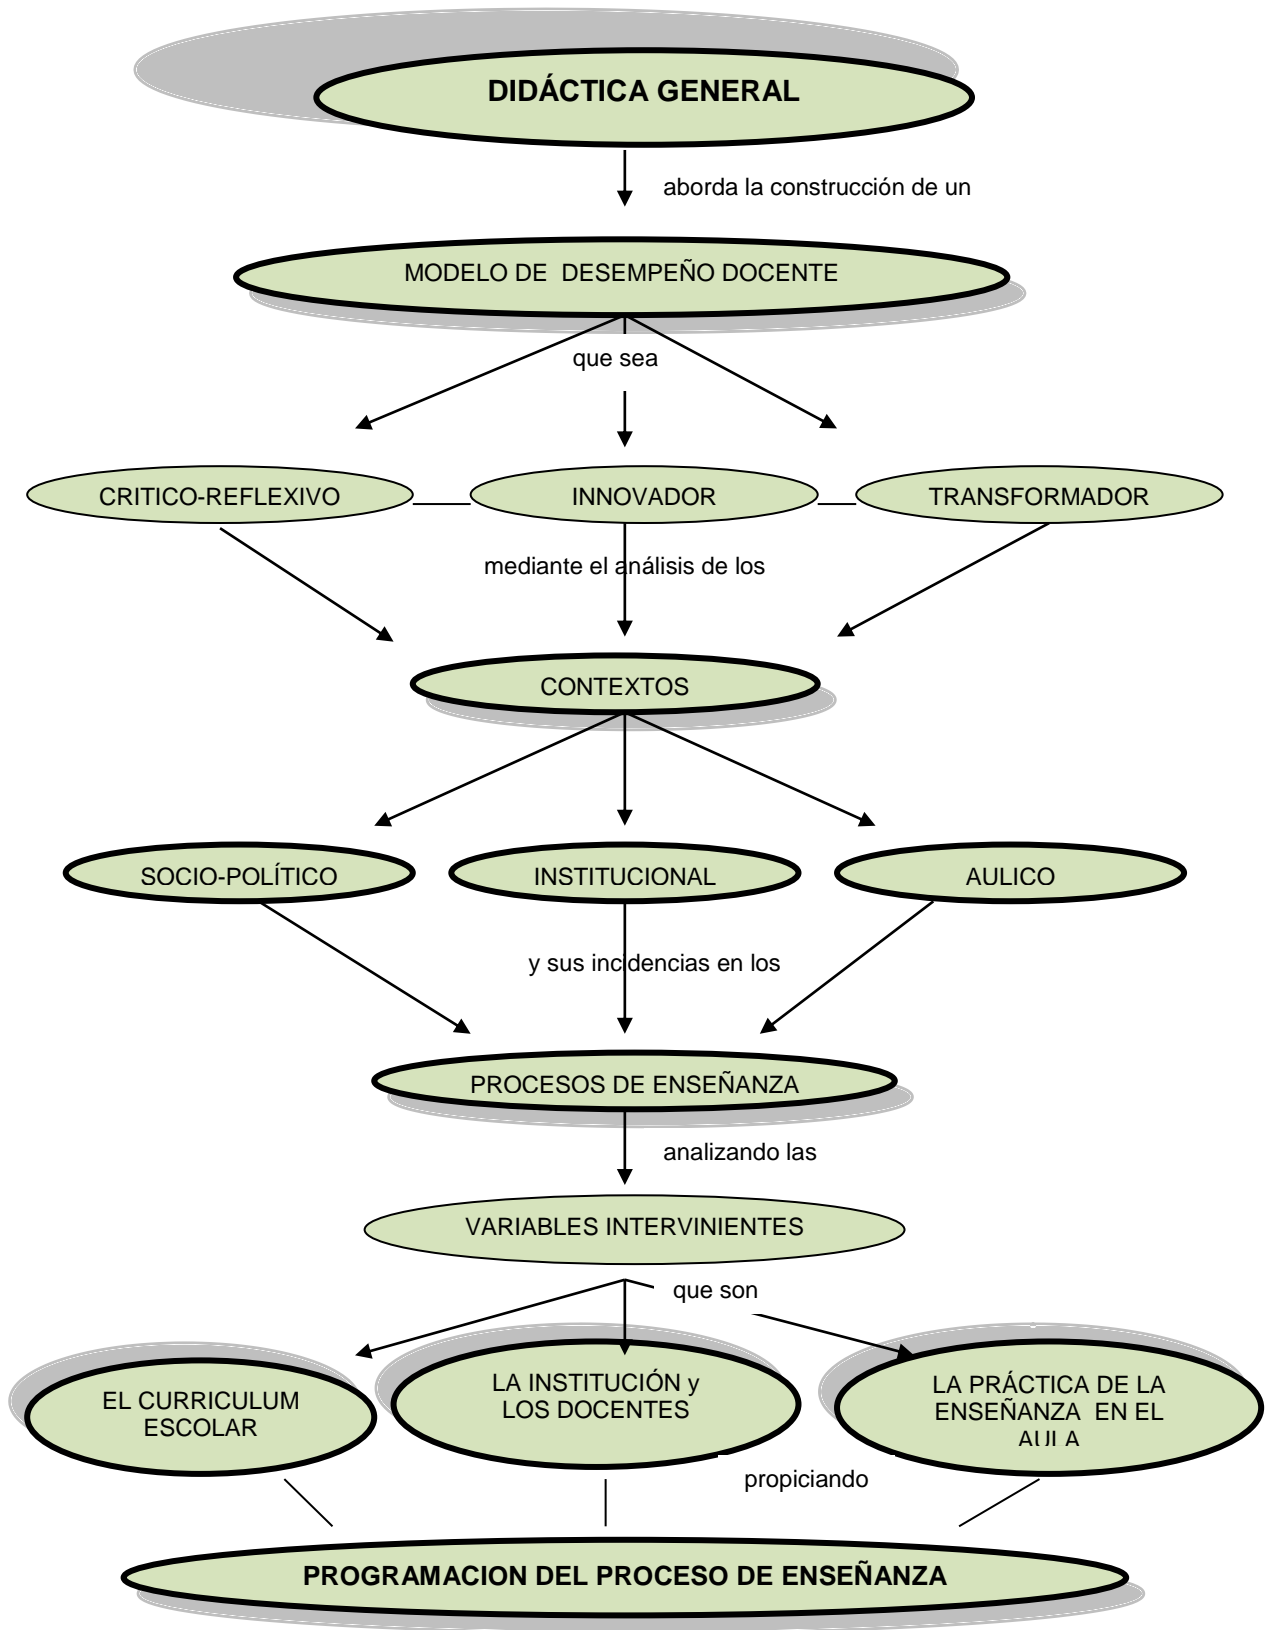 DIDÁCTICA GENERAL
aborda la construcción de un
MODELO DE DESEMPEÑO DOCENTE
que sea
CRITICO-REFLEXIVO
INNOVADOR
TRANSFORMADOR
mediante el análisis de los
CONTEXTOS
SOCIO-POLÍTICO
INSTITUCIONAL
AULICO
y sus incidencias en los
PROCESOS DE ENSEÑANZA
analizando las
VARIABLES INTERVINIENTES
que son
EL CURRICULUM
ESCOLAR
LA INSTITUCIÓN y
LOS DOCENTES
LA PRÁCTICA DE LA
ENSEÑANZA EN EL
AULA
propiciando
PROGRAMACION DEL PROCESO DE ENSEÑANZA